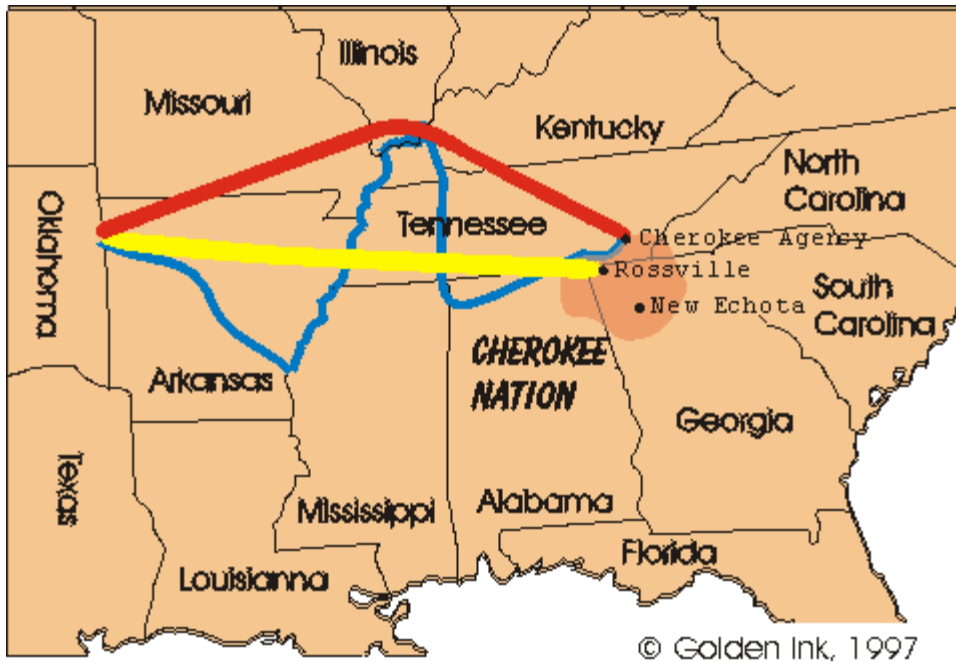 Illinois
Missouri
Kentucky
North
Carolina
Oklahoma
Tennessee
Cherokee Agency
Rossville
New Echota
South
Carolina
CHEROKEE
NATION
Arkansas
Georgia
Texas
Mississippi
Alabama
Florida
Louisianna
© Golden Ink, 1997